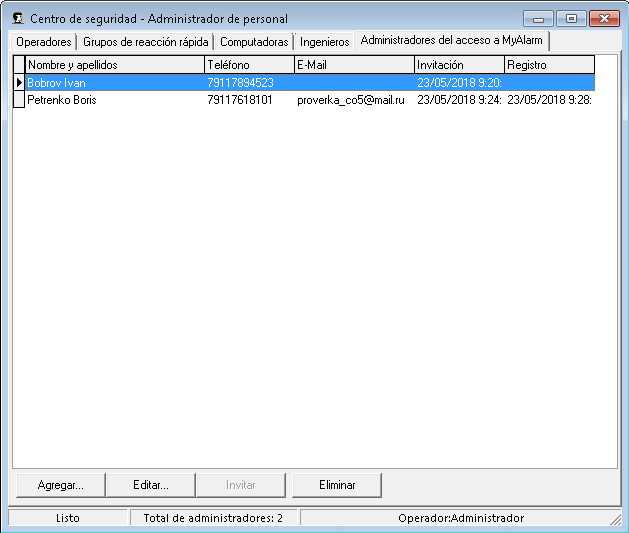 Centro de seguridad - Administrador de personal
Operadores Grupos de reacción rápida Computadoras Ingenieros Administradores del acceso a MyAlarm
Nombre y apellidos Teléfono E-Mail Invitación Registro
Bobrov Ivan 79117894523 23/05/2018 9:20:
Petrenko Boris 79117618101 proverka_co5@mail.ru 23/05/2018 9:24: 23/05/2018 9:28:
Agregar... Editar... Invitar Eliminar
Listo Total de administradores: 2 Operador:Administrador